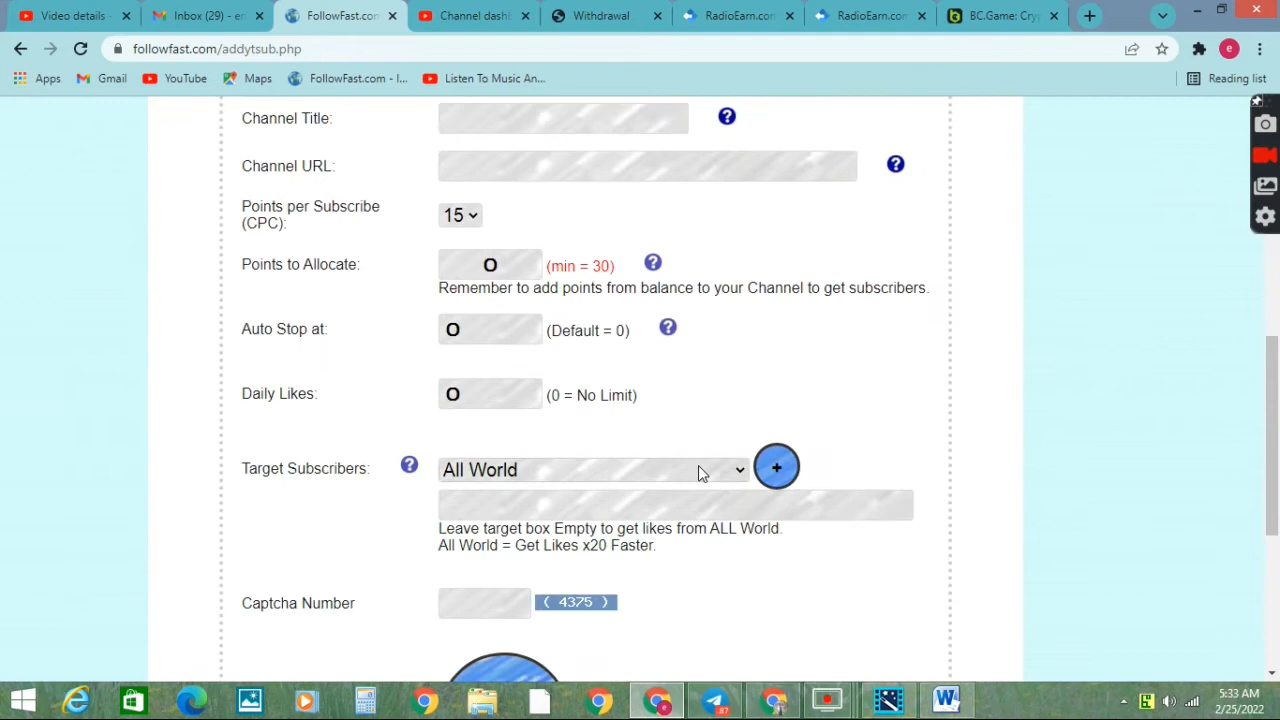 Video details -
Inbox (29) - e
FollowFast.com
Channel dash
Withdrawal
RadioEarn.com
RadioEarn.com
BC.Game: Cry
followfast.com/addytsub.php
e
Apps
Gmail
YouTube
Maps
FollowFast.com - I...
Listen To Music An...
Reading list
Channel Title:
?
Channel URL:
?
Points per Subscribe
(CPC):
15
Points to Allocate:
0
(min = 30)
?
Remember to add points from balance to your Channel to get subscribers.
Auto Stop at:
0
(Default = 0)
?
Daily Likes:
0
(0 = No Limit)
Target Subscribers:
?
All World
+
Leave target box Empty to get likes from ALL World.
All World = Get Likes x20 Faster.
Captcha Number
( 4375 )
87
5:33 AM
2/25/2022